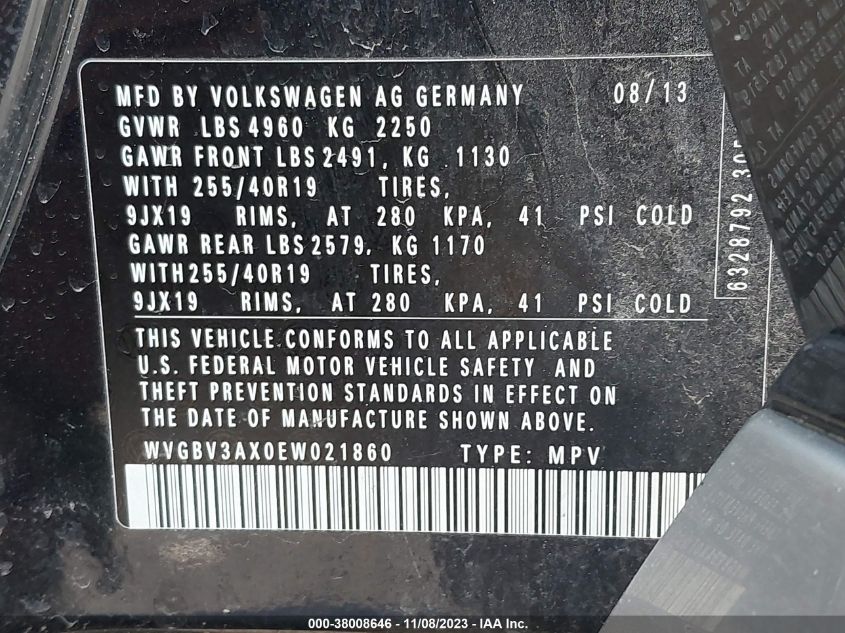 MFD BY VOLKSWAGEN AG GERMANY 08/13
GVWR LBS 4960 KG 2250
GAWR FRONT LBS 2491, KG 1130
WITH 255/40R19 TIRES,
9JX19 RIMS, AT 280 KPA, 41 PSI COLD
GAWR REAR LBS 2579, KG 1170
WITH255/40R19 TIRES,
9JX19 RIMS, AT 280 KPA, 41 PSI COLD
THIS VEHICLE CONFORMS TO ALL APPLICABLE
U.S. FEDERAL MOTOR VEHICLE SAFETY AND
THEFT PREVENTION STANDARDS IN EFFECT ON
THE DATE OF MANUFACTURE SHOWN ABOVE.
WVGBV3AX0EW021860 TYPE: MPV
6328792
000-38008646 - 11/08/2023 - IAA Inc.